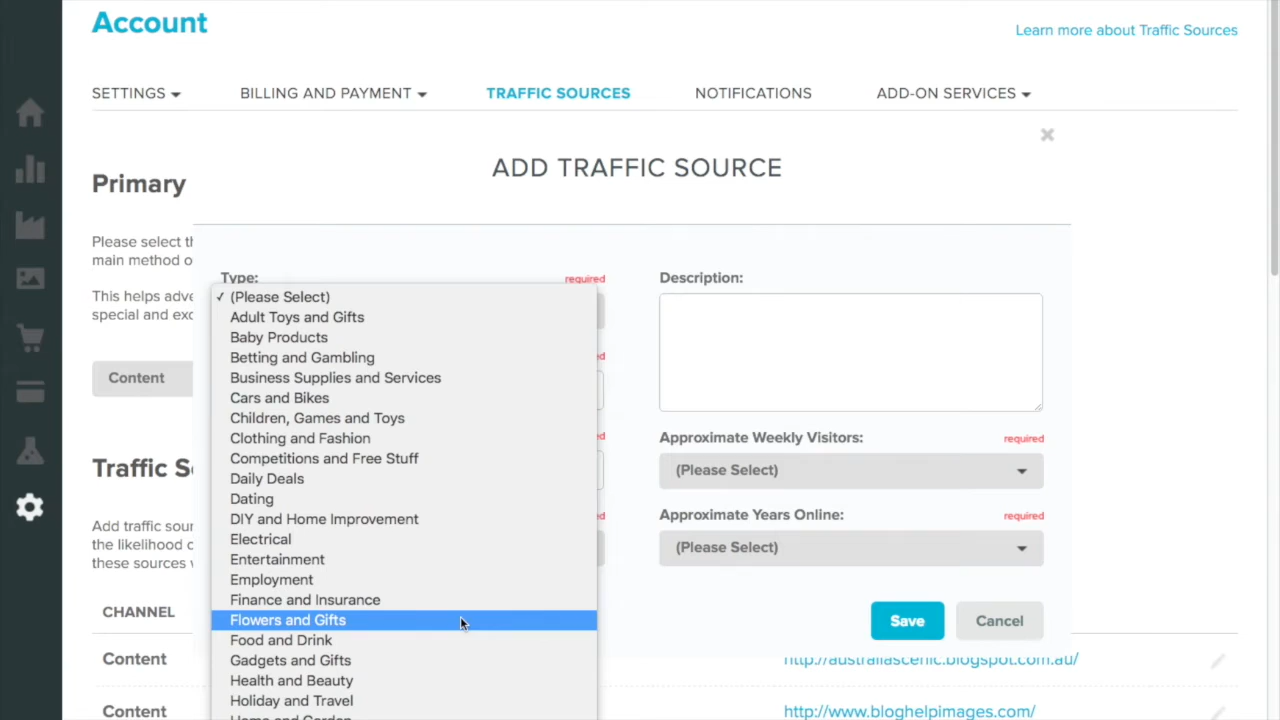 Account
Learn more about Traffic Sources
SETTINGS
BILLING AND PAYMENT
TRAFFIC SOURCES
NOTIFICATIONS
ADD-ON SERVICES
ADD TRAFFIC SOURCE
Primary
Please select th
main method o
This helps adve
special and exc
Content
Type:
required
(Please Select)
Adult Toys and Gifts
Baby Products
Betting and Gambling
Business Supplies and Services
Cars and Bikes
Children, Games and Toys
Clothing and Fashion
Competitions and Free Stuff
Daily Deals
Dating
DIY and Home Improvement
Electrical
Entertainment
Employment
Finance and Insurance
Flowers and Gifts
Food and Drink
Gadgets and Gifts
Health and Beauty
Holiday and Travel
Home and Garden
Description:
Approximate Weekly Visitors:
required
(Please Select)
Approximate Years Online:
required
(Please Select)
Save
Cancel
Traffic S
Add traffic sour
the likelihood o
these sources w
CHANNEL
Content
http://australiascenic.blogspot.com.au/
Content
http://www.bloghelpimages.com/